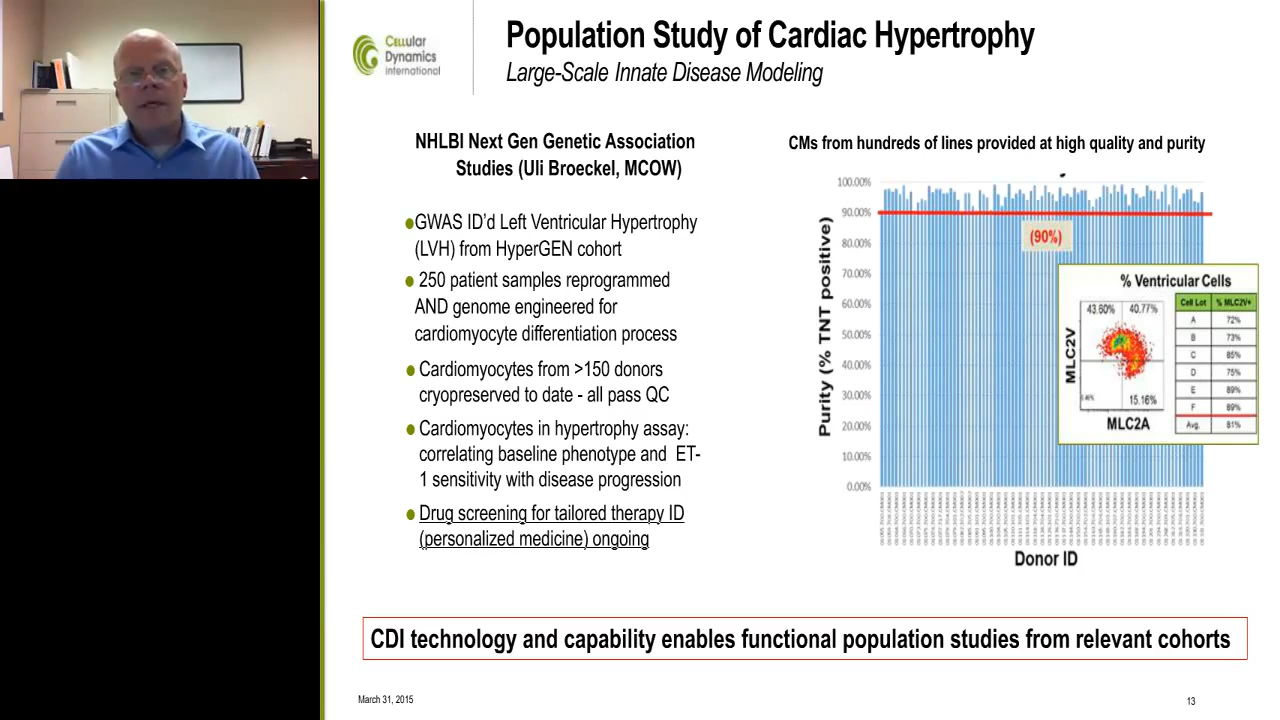 CELLular
Dynamics
international
Population Study of Cardiac Hypertrophy
Large-Scale Innate Disease Modeling
NHLBI Next Gen Genetic Association
Studies (Uli Broeckel, MCOW)
●GWAS ID’d Left Ventricular Hypertrophy
(LVH) from HyperGEN cohort
● 250 patient samples reprogrammed
AND genome engineered for
cardiomyocyte differentiation process
● Cardiomyocytes from >150 donors
cryopreserved to date - all pass QC
● Cardiomyocytes in hypertrophy assay:
correlating baseline phenotype and ET-
1 sensitivity with disease progression
● Drug screening for tailored therapy ID
(personalized medicine) ongoing
CMs from hundreds of lines provided at high quality and purity
Purity (% TNT positive)
100.00%
90.00%
80.00%
70.00%
60.00%
50.00%
40.00%
30.00%
20.00%
10.00%
0.00%
(90%)
Donor ID
% Ventricular Cells
43.60% 40.77%
15.16%
MLC2V
MLC2A
Cell Lot % MLC2V+
A 72%
B 73%
C 85%
D 75%
E 89%
F 89%
Avg. 81%
CDI technology and capability enables functional population studies from relevant cohorts
March 31, 2015
13